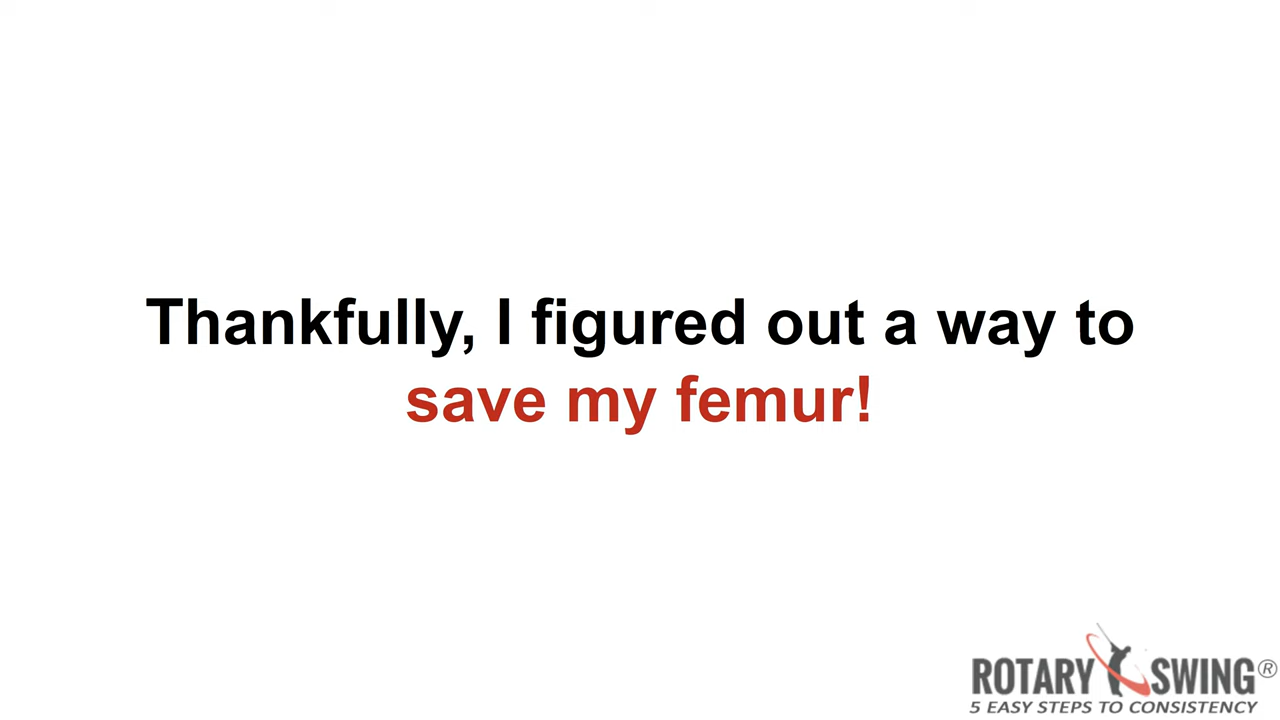 Thankfully, I figured out a way to
save my femur!
ROTARY SWING®
5 EASY STEPS TO CONSISTENCY